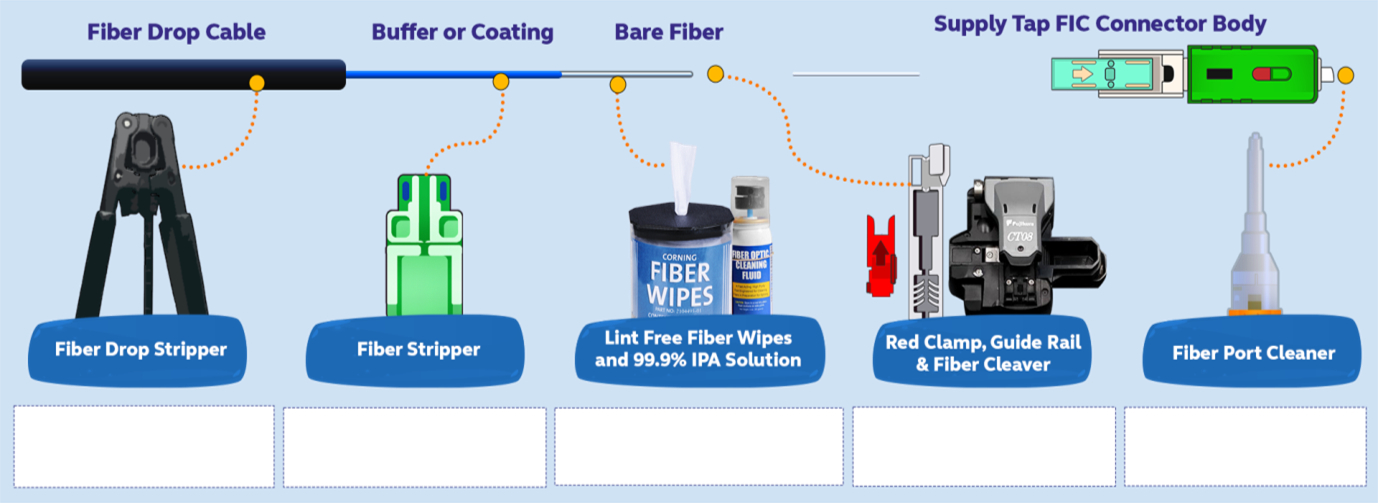 Fiber Drop Cable
Buffer or Coating
Bare Fiber
Supply Tap FIC Connector Body
CORNING
FIBER
WIPES
FIBER OPTIC
CLEANING
FLUID
Fujikura
CT08
Fiber Drop Stripper
Fiber Stripper
Lint Free Fiber Wipes
and 99.9% IPA Solution
Red Clamp, Guide Rail
& Fiber Cleaver
Fiber Port Cleaner